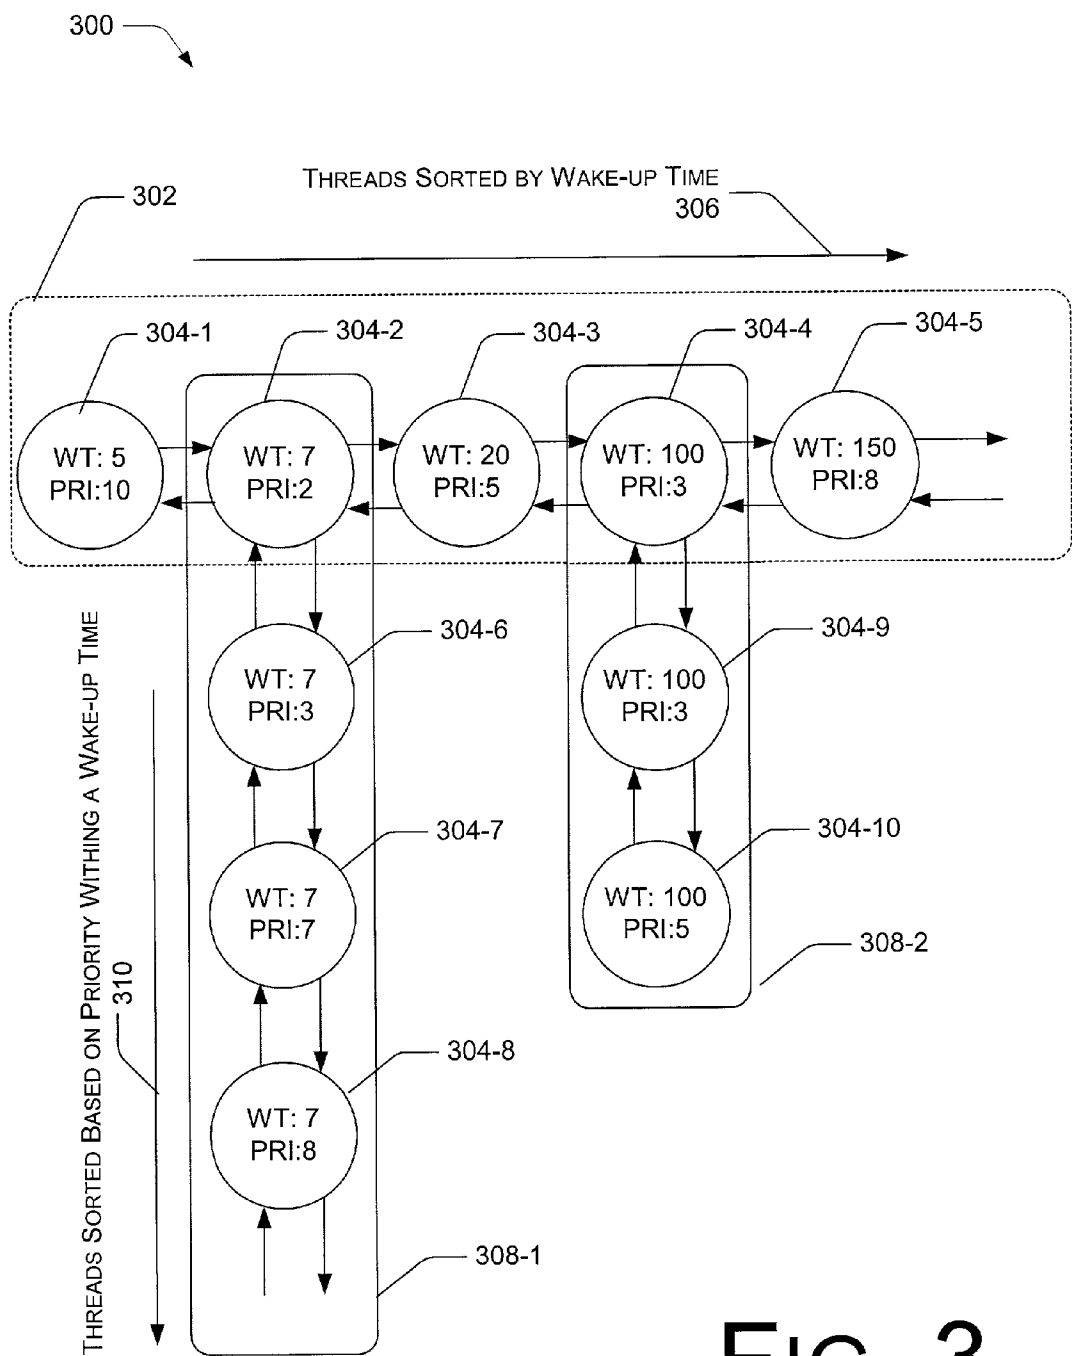 300
THREADS SORTED BY WAKE-UP TIME
306
302
304-1
304-2
304-3
304-4
304-5
WT: 5
PRI:10
WT: 7
PRI:2
WT: 20
PRI:5
WT: 100
PRI:3
WT: 150
PRI:8
THREADS SORTED BASED ON PRIORITY WITHING A WAKE-UP TIME
310
304-6
WT: 7
PRI:3
304-9
WT: 100
PRI:3
304-7
WT: 7
PRI:7
304-10
WT: 100
PRI:5
308-2
304-8
WT: 7
PRI:8
308-1
FIG. 3